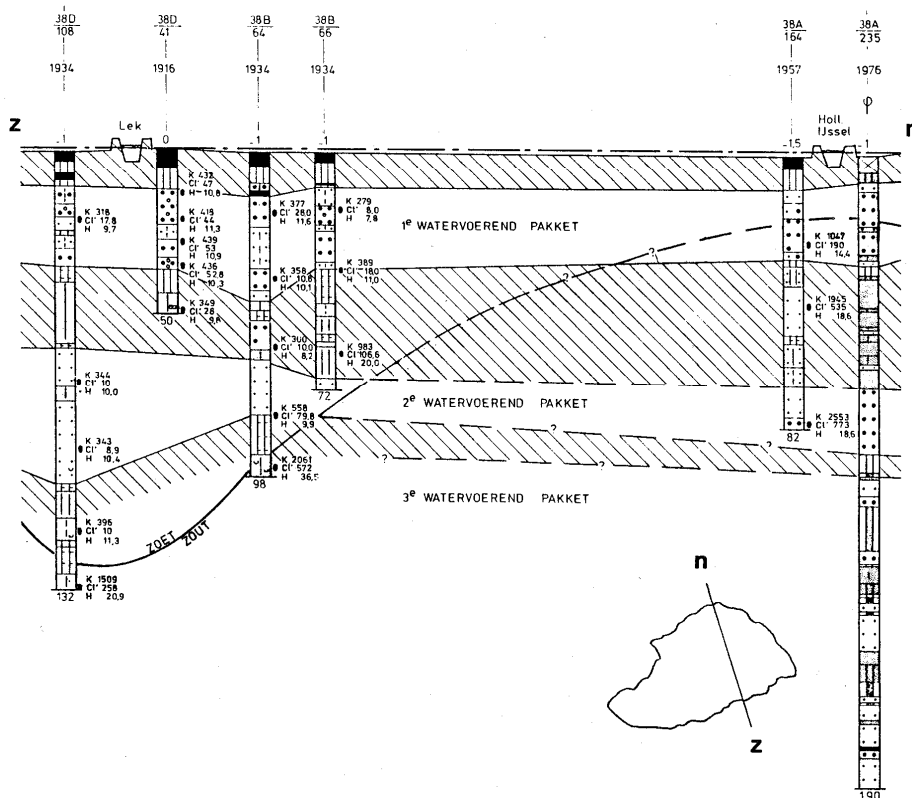 38D 38D 38B 38B 38A 38A
108 41 64 66 164 235
1934 1916 1934 1934 1957 1976
φ
z Lek Holl. IJssel n
-1 0 -1 -1 -1,5 -1
K 432
Cl' 47
H 10,8
K 318
Cl' 17,8
H 9,7
K 418
Cl' 44
H 11,3
K 439
Cl' 53
H 10,9
K 436
Cl' 52,8
H 10,3
K 349
Cl' 28
H 9,6
50
K 377
Cl' 28,0
H 11,6
K 279
Cl' 8,0
H 7,8
1e WATERVOEREND PAKKET
K 1047
Cl' 190
H 14,4
K 358
Cl' 10,8
H 10,1
K 389
Cl' 18,0
H 11,0
? ?
K 1945
Cl' 535
H 18,6
K 300
Cl' 10,0
H 8,2
K 983
Cl' 106,6
H 20,0
72
K 344
Cl' 10
H 10,0
2e WATERVOEREND PAKKET
K 558
Cl' 79,8
H 9,9
K 2553
Cl' 773
H 18,6
82
? ?
K 343
Cl' 8,9
H 10,4
K 2061
Cl' 572
H 36,5
98
? ?
3e WATERVOEREND PAKKET
K 396
Cl' 10
H 11,3
ZOET
ZOUT
K 1509
Cl' 258
H 20,9
132
n
z
190